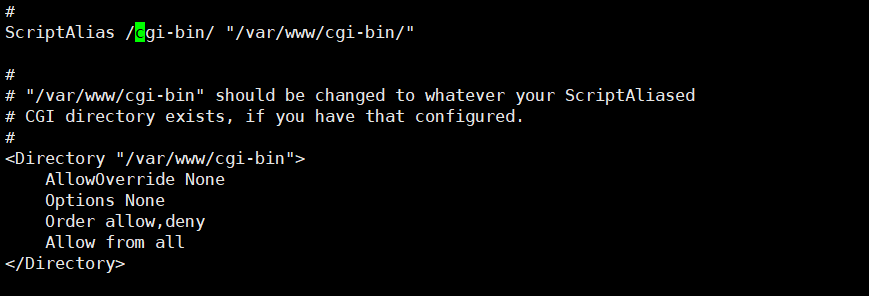 #
ScriptAlias /cgi-bin/ "/var/www/cgi-bin/"
#
# "/var/www/cgi-bin" should be changed to whatever your ScriptAliased
# CGI directory exists, if you have that configured.
#
<Directory "/var/www/cgi-bin">
    AllowOverride None
    Options None
    Order allow,deny
    Allow from all
</Directory>